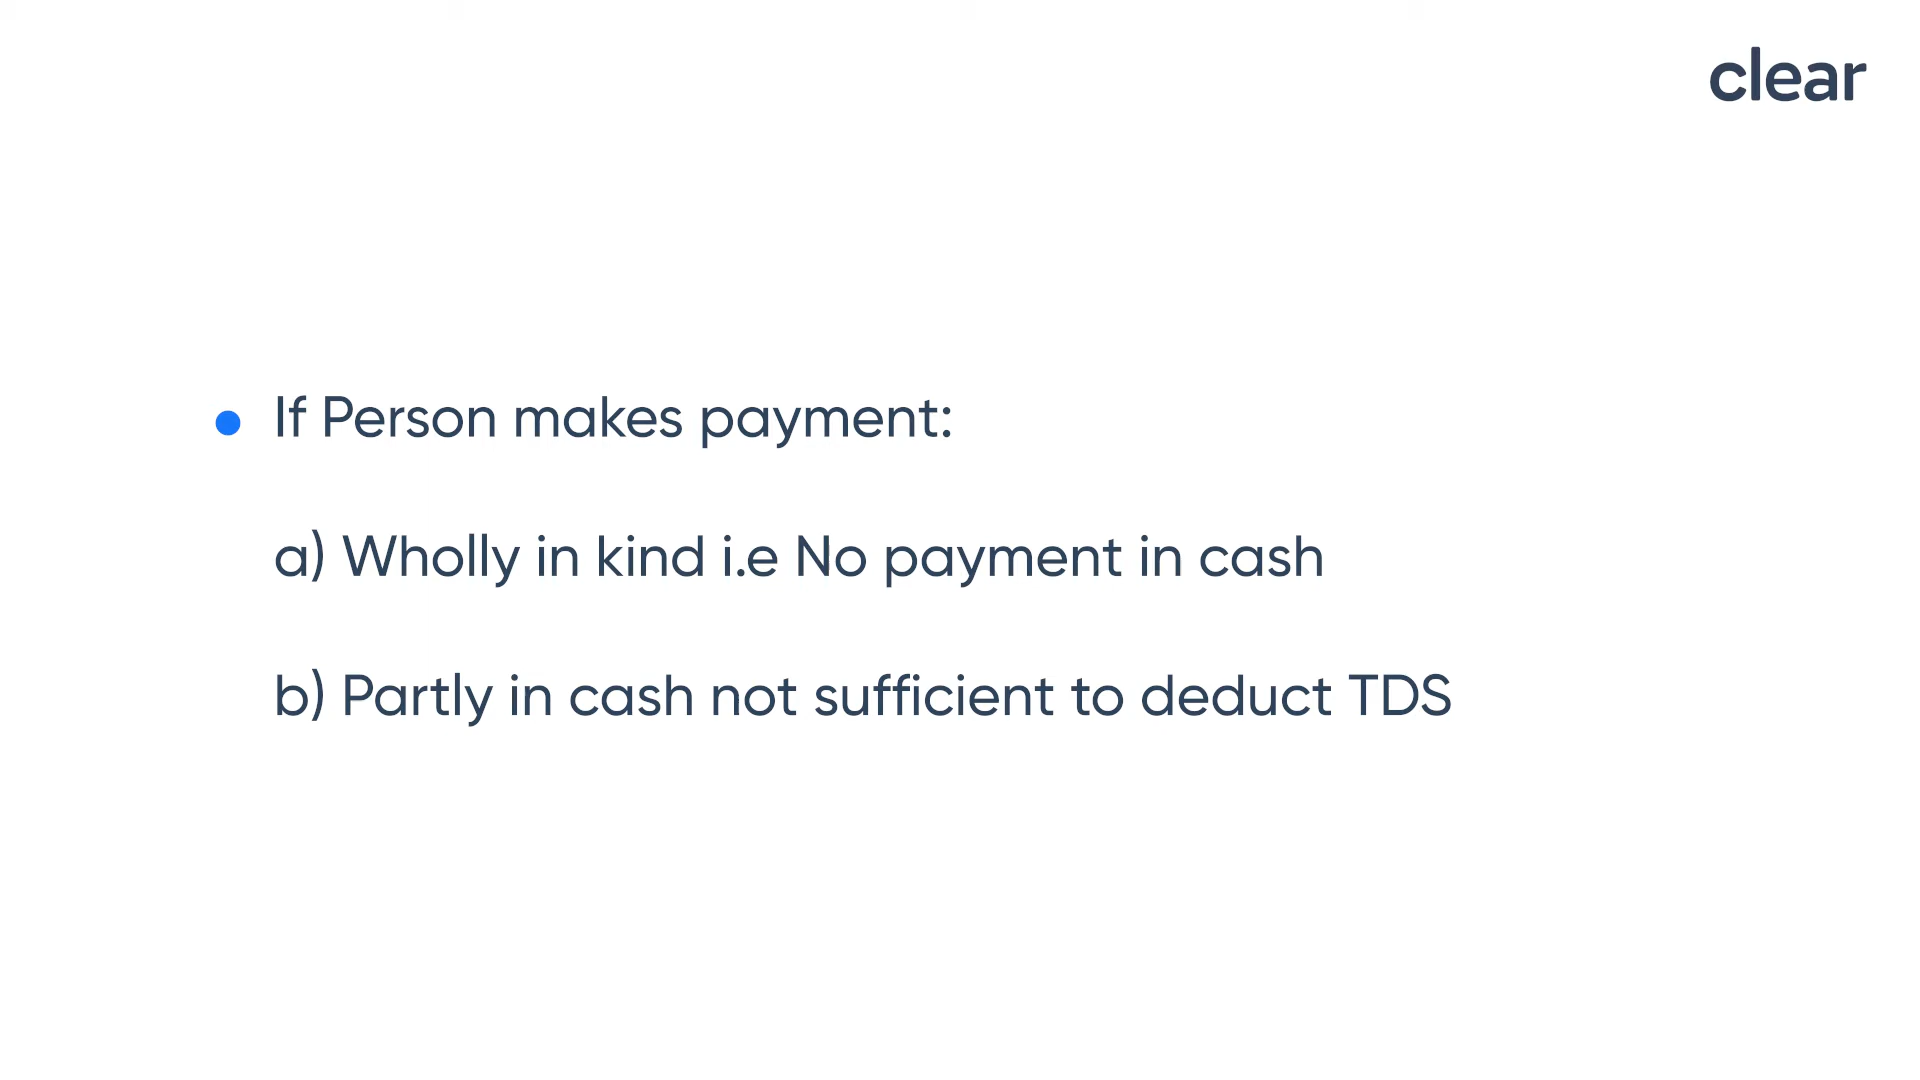 clear
If Person makes payment:
a) Wholly in kind i.e No payment in cash
b) Partly in cash not sufficient to deduct TDS